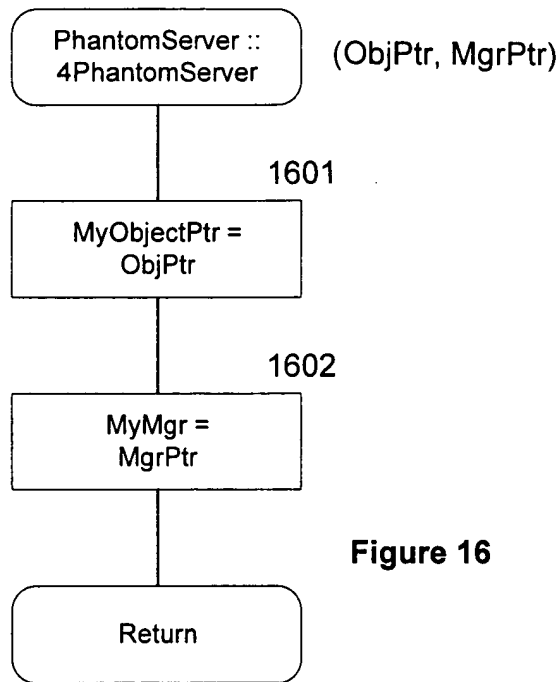 PhantomServer ::
4PhantomServer
(ObjPtr, MgrPtr)
1601
MyObjectPtr =
ObjPtr
1602
MyMgr =
MgrPtr
Figure 16
Return